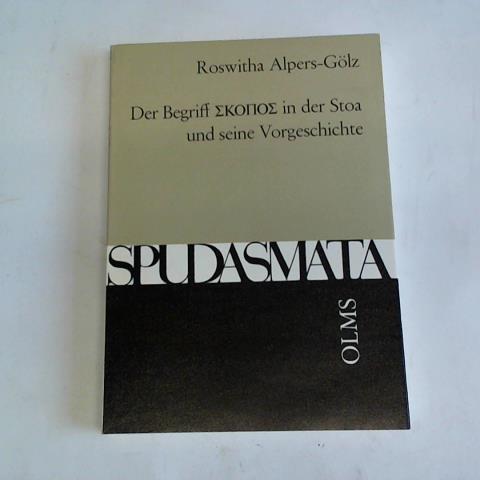 Roswitha Alpers-Gölz
Der Begriff ΣΚΟΠΟΣ in der Stoa
und seine Vorgeschichte
SPUDASMATA
OLMS